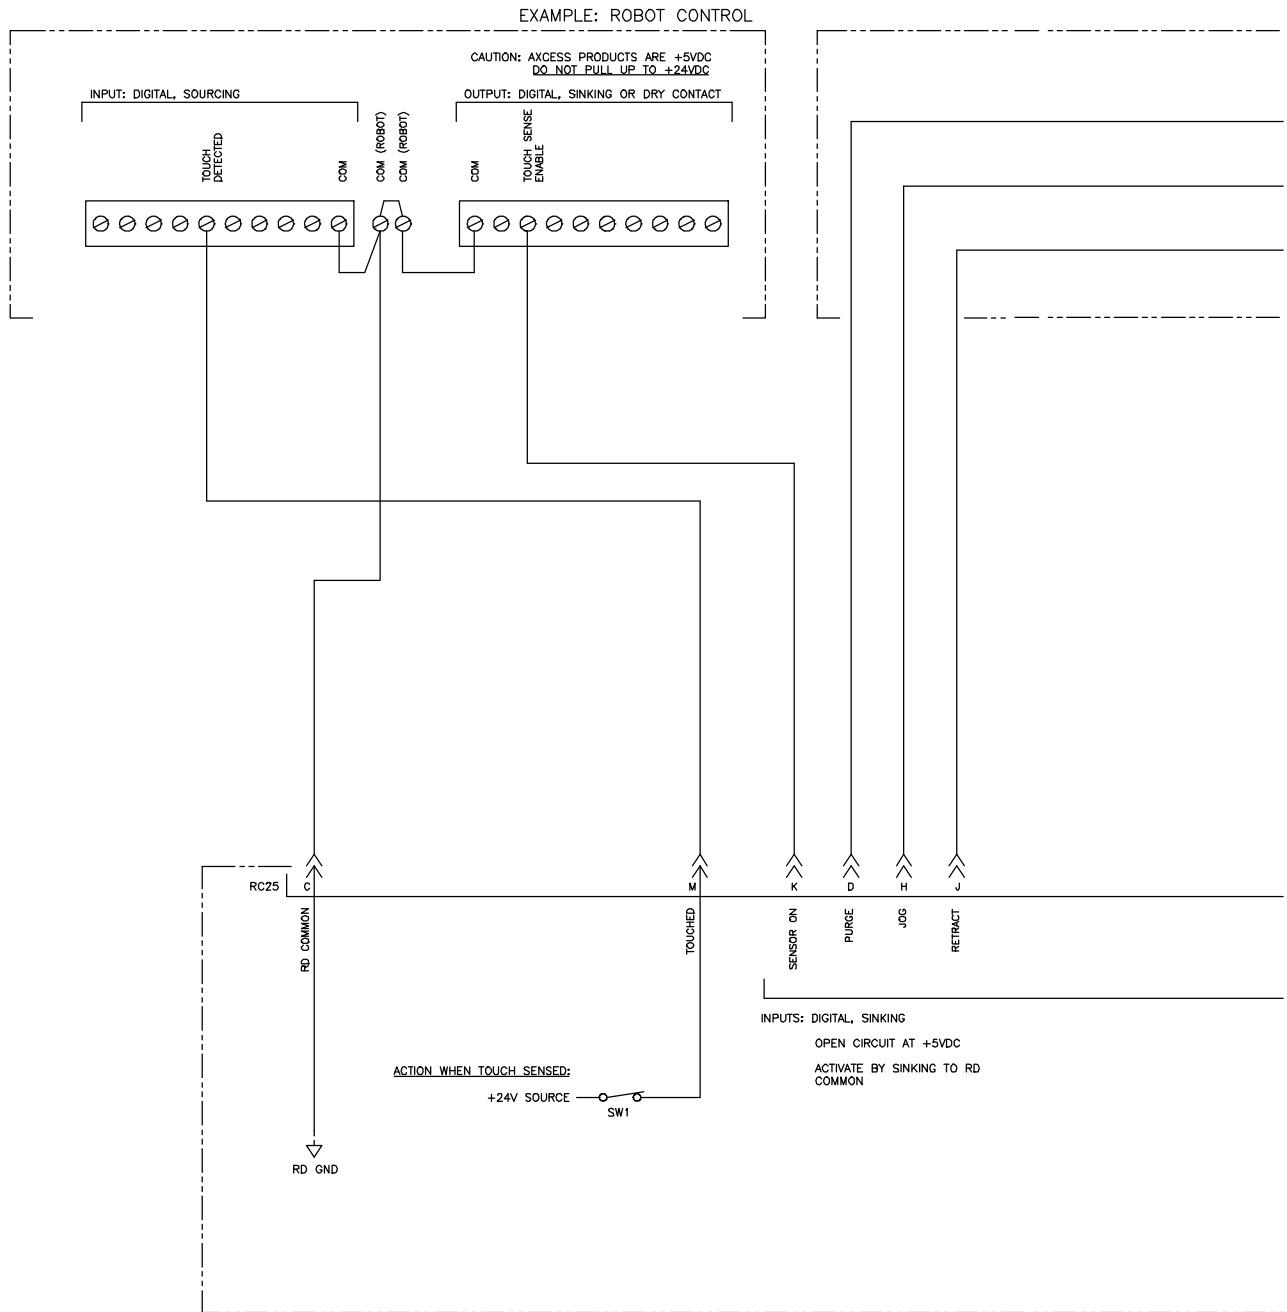 EXAMPLE: ROBOT CONTROL
CAUTION: AXCESS PRODUCTS ARE +5VDC
DO NOT PULL UP TO +24VDC
INPUT: DIGITAL, SOURCING
OUTPUT: DIGITAL, SINKING OR DRY CONTACT
TOUCH
DETECTED
COM
COM (ROBOT)
COM (ROBOT)
COM
TOUCH SENSE
ENABLE
RC25
C
M
K
D
H
J
RD COMMON
TOUCHED
SENSOR ON
PURGE
JOG
RETRACT
INPUTS: DIGITAL, SINKING
OPEN CIRCUIT AT +5VDC
ACTIVATE BY SINKING TO RD
COMMON
ACTION WHEN TOUCH SENSED:
+24V SOURCE
SW1
RD GND